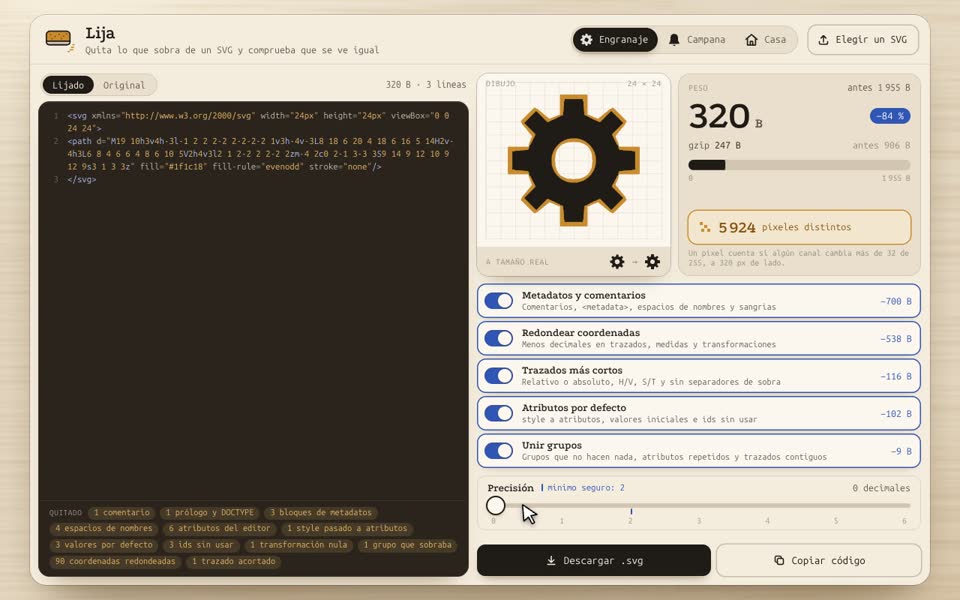 Lija
Quita lo que sobra de un SVG y comprueba que se ve igual
Engranaje
Campana
Casa
Elegir un SVG
Lijado
Original
320 B · 3 líneas
1 <svg xmlns="http://www.w3.org/2000/svg" width="24px" height="24px" viewBox="0 0
24 24">
2 <path d="M19 10h3v4h-3l-1 2 2 2-2 2-2-2-2 1v3h-4v-3L8 18 6 20 4 18 6 16 5 14H2v-
4h3L6 8 4 6 6 4 8 6 10 5V2h4v3l2 1-2-2 2 2-2 2zm-4 2c0 2-1 3-3 3S9 14 9 12 10 9
12 9s3 1 3 3z" fill="#1f1c18" fill-rule="evenodd" stroke="none"/>
3 </svg>
QUITADO
1 comentario
1 prólogo y DOCTYPE
3 bloques de metadatos
4 espacios de nombres
6 atributos del editor
1 style pasado a atributos
3 valores por defecto
3 ids sin usar
1 transformación nula
1 grupo que sobraba
90 coordenadas redondeadas
1 trazado acortado
DIBUJO
24 × 24
A TAMAÑO REAL
→
PESO
antes 1 955 B
320 B
−84 %
gzip 247 B
antes 906 B
0
1 955 B
5 924 píxeles distintos
Un píxel cuenta si algún canal cambia más de 32 de
255, a 320 px de lado.
Metadatos y comentarios
Comentarios, <metadata>, espacios de nombres y sangrías
−700 B
Redondear coordenadas
Menos decimales en trazados, medidas y transformaciones
−538 B
Trazados más cortos
Relativo o absoluto, H/V, S/T y sin separadores de sobra
−116 B
Atributos por defecto
style a atributos, valores iniciales e ids sin usar
−102 B
Unir grupos
Grupos que no hacen nada, atributos repetidos y trazados contiguos
−9 B
Precisión
mínimo seguro: 2
0 decimales
0 1 2 3 4 5 6
Descargar .svg
Copiar código